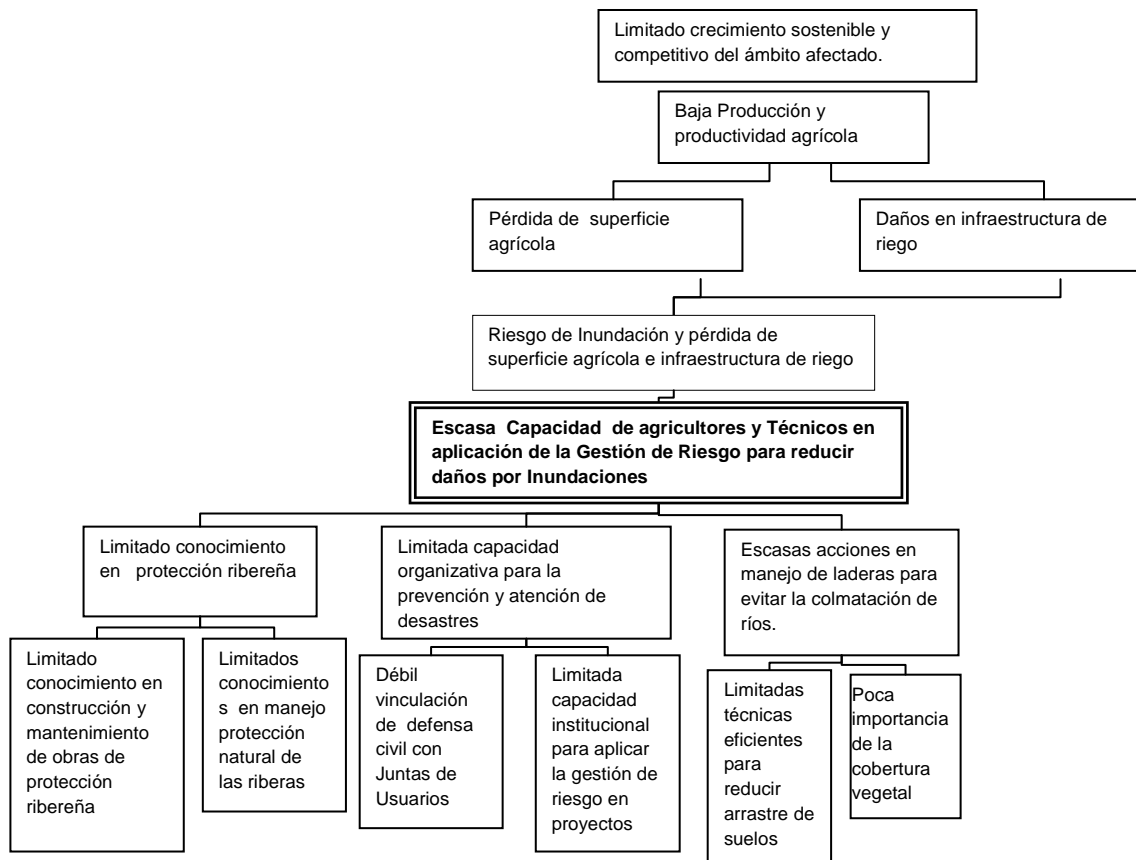 Limitado crecimiento sostenible y
competitivo del ámbito afectado.
Baja Producción y
productividad agrícola
Pérdida de superficie
agrícola
Daños en infraestructura de
riego
Riesgo de Inundación y pérdida de
superficie agrícola e infraestructura de riego
Escasa Capacidad de agricultores y Técnicos en
aplicación de la Gestión de Riesgo para reducir
daños por Inundaciones
Limitado conocimiento
en protección ribereña
Limitada capacidad
organizativa para la
prevención y atención de
desastres
Escasas acciones en
manejo de laderas para
evitar la colmatación de
ríos.
Limitado
conocimiento en
construcción y
mantenimiento
de obras de
protección
ribereña
Limitados
conocimiento
s en manejo
protección
natural de
las riberas
Débil
vinculación
de defensa
civil con
Juntas de
Usuarios
Limitada
capacidad
institucional
para aplicar
la gestión de
riesgo en
proyectos
Limitadas
técnicas
eficientes
para
reducir
arrastre de
suelos
Poca
importancia
de la
cobertura
vegetal